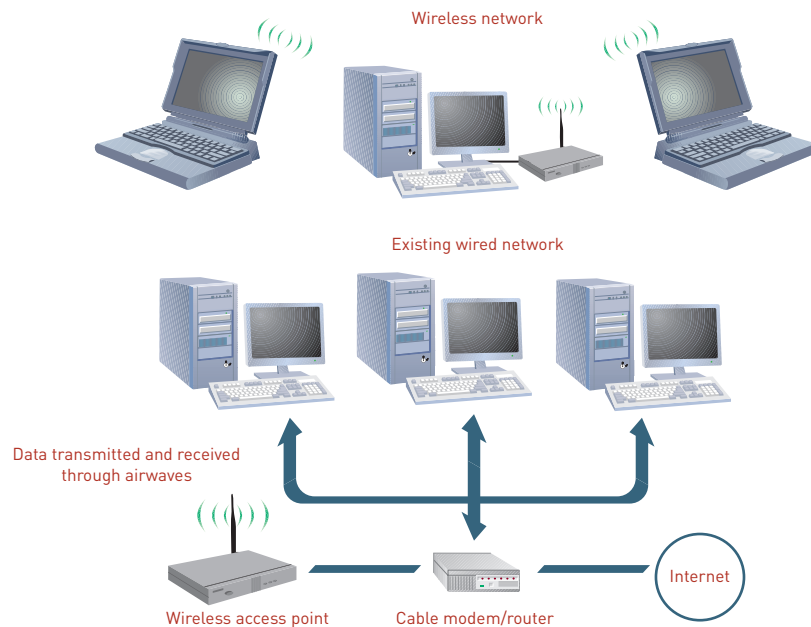 Wireless network
Existing wired network
Data transmitted and received
through airwaves
Wireless access point
Cable modem/router
Internet